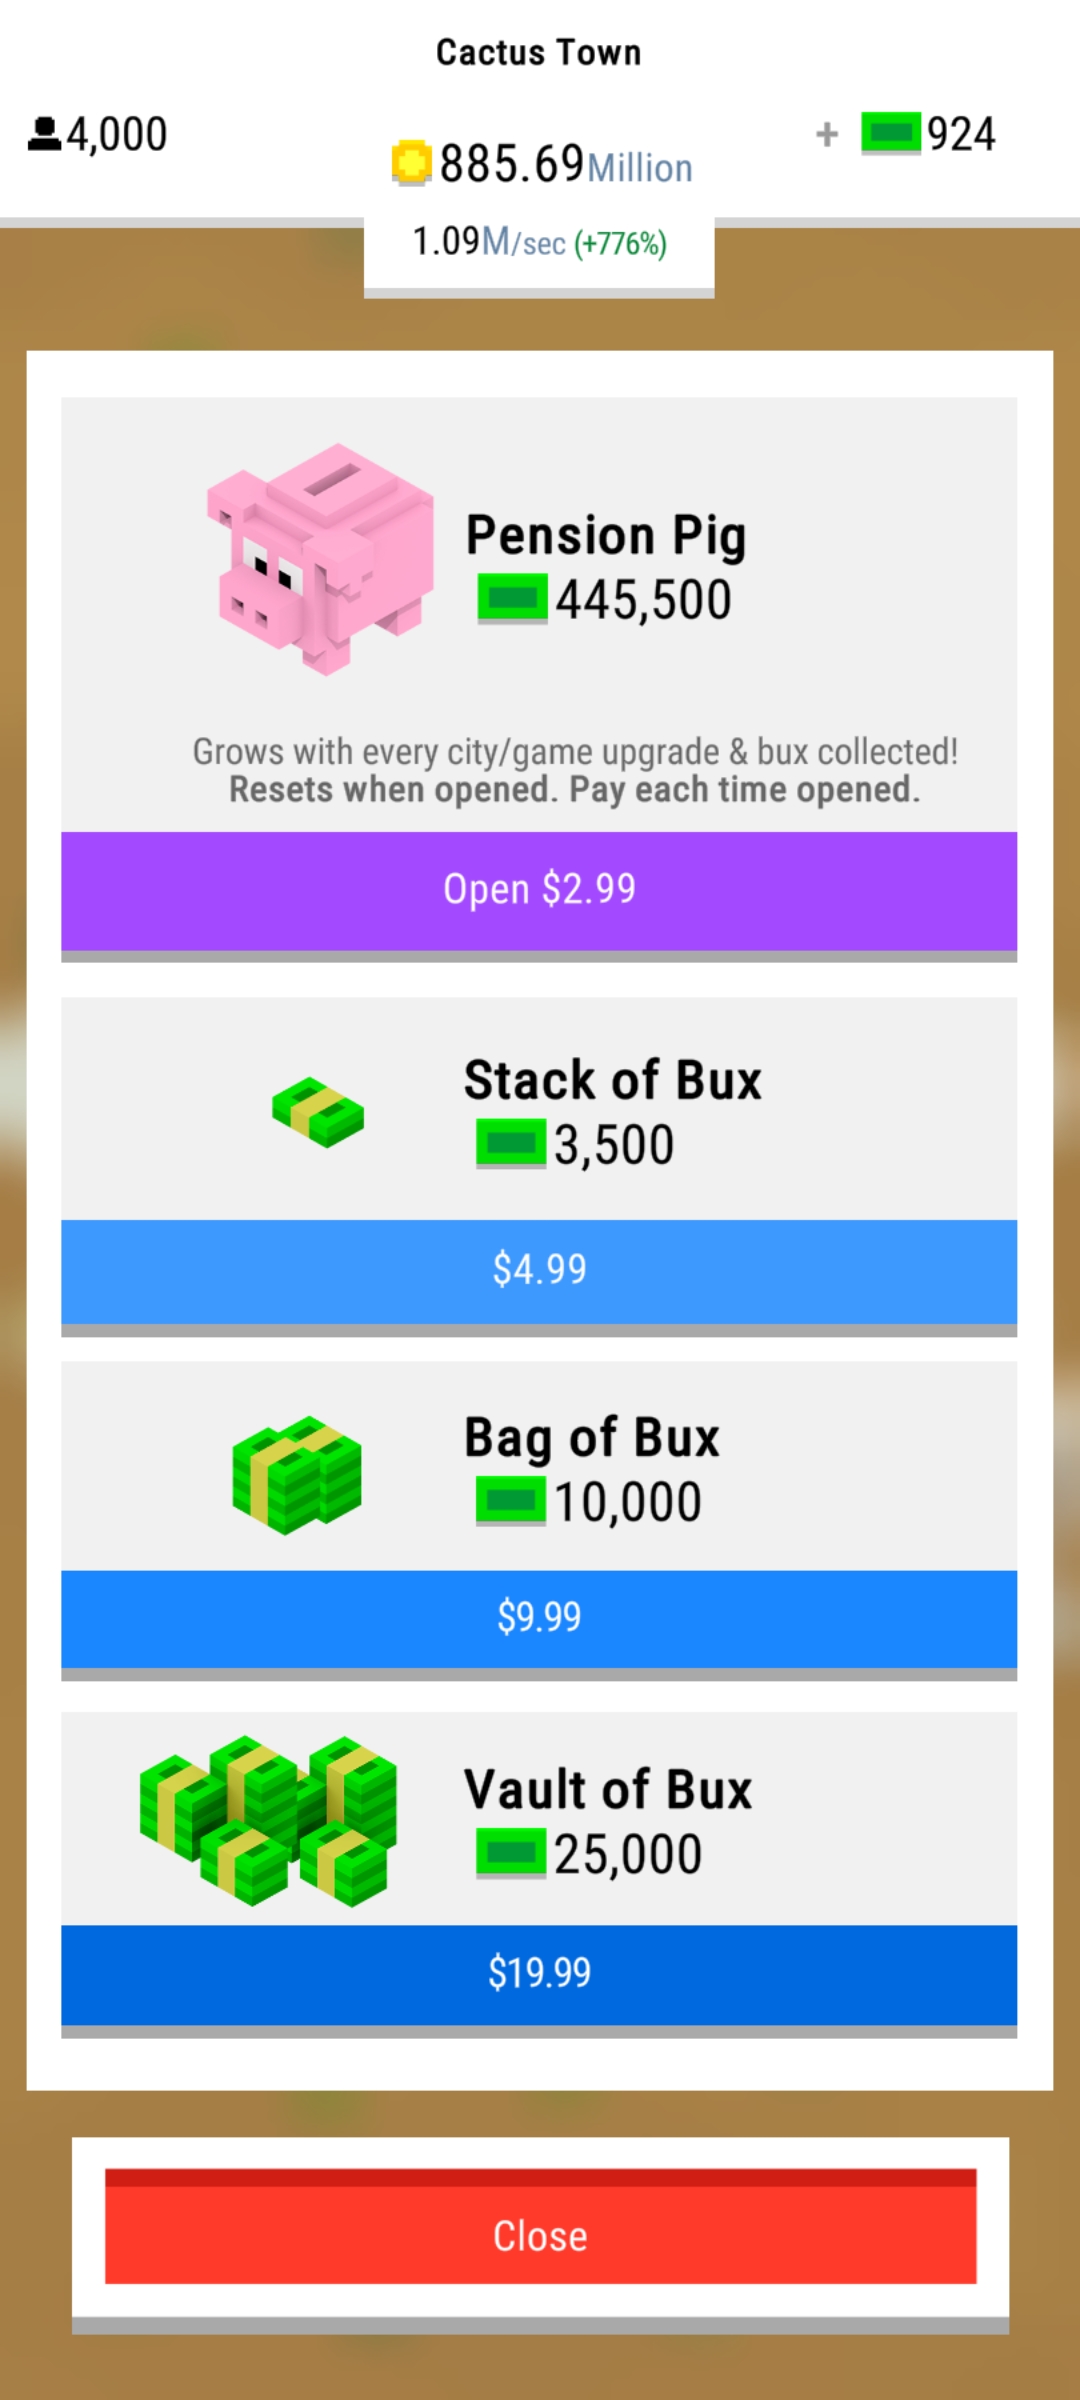 Cactus Town
4,000
885.69Million
+ 924
1.09M/sec (+776%)
Pension Pig
445,500
Grows with every city/game upgrade & bux collected!
Resets when opened. Pay each time opened.
Open $2.99
Stack of Bux
3,500
$4.99
Bag of Bux
10,000
$9.99
Vault of Bux
25,000
$19.99
Close